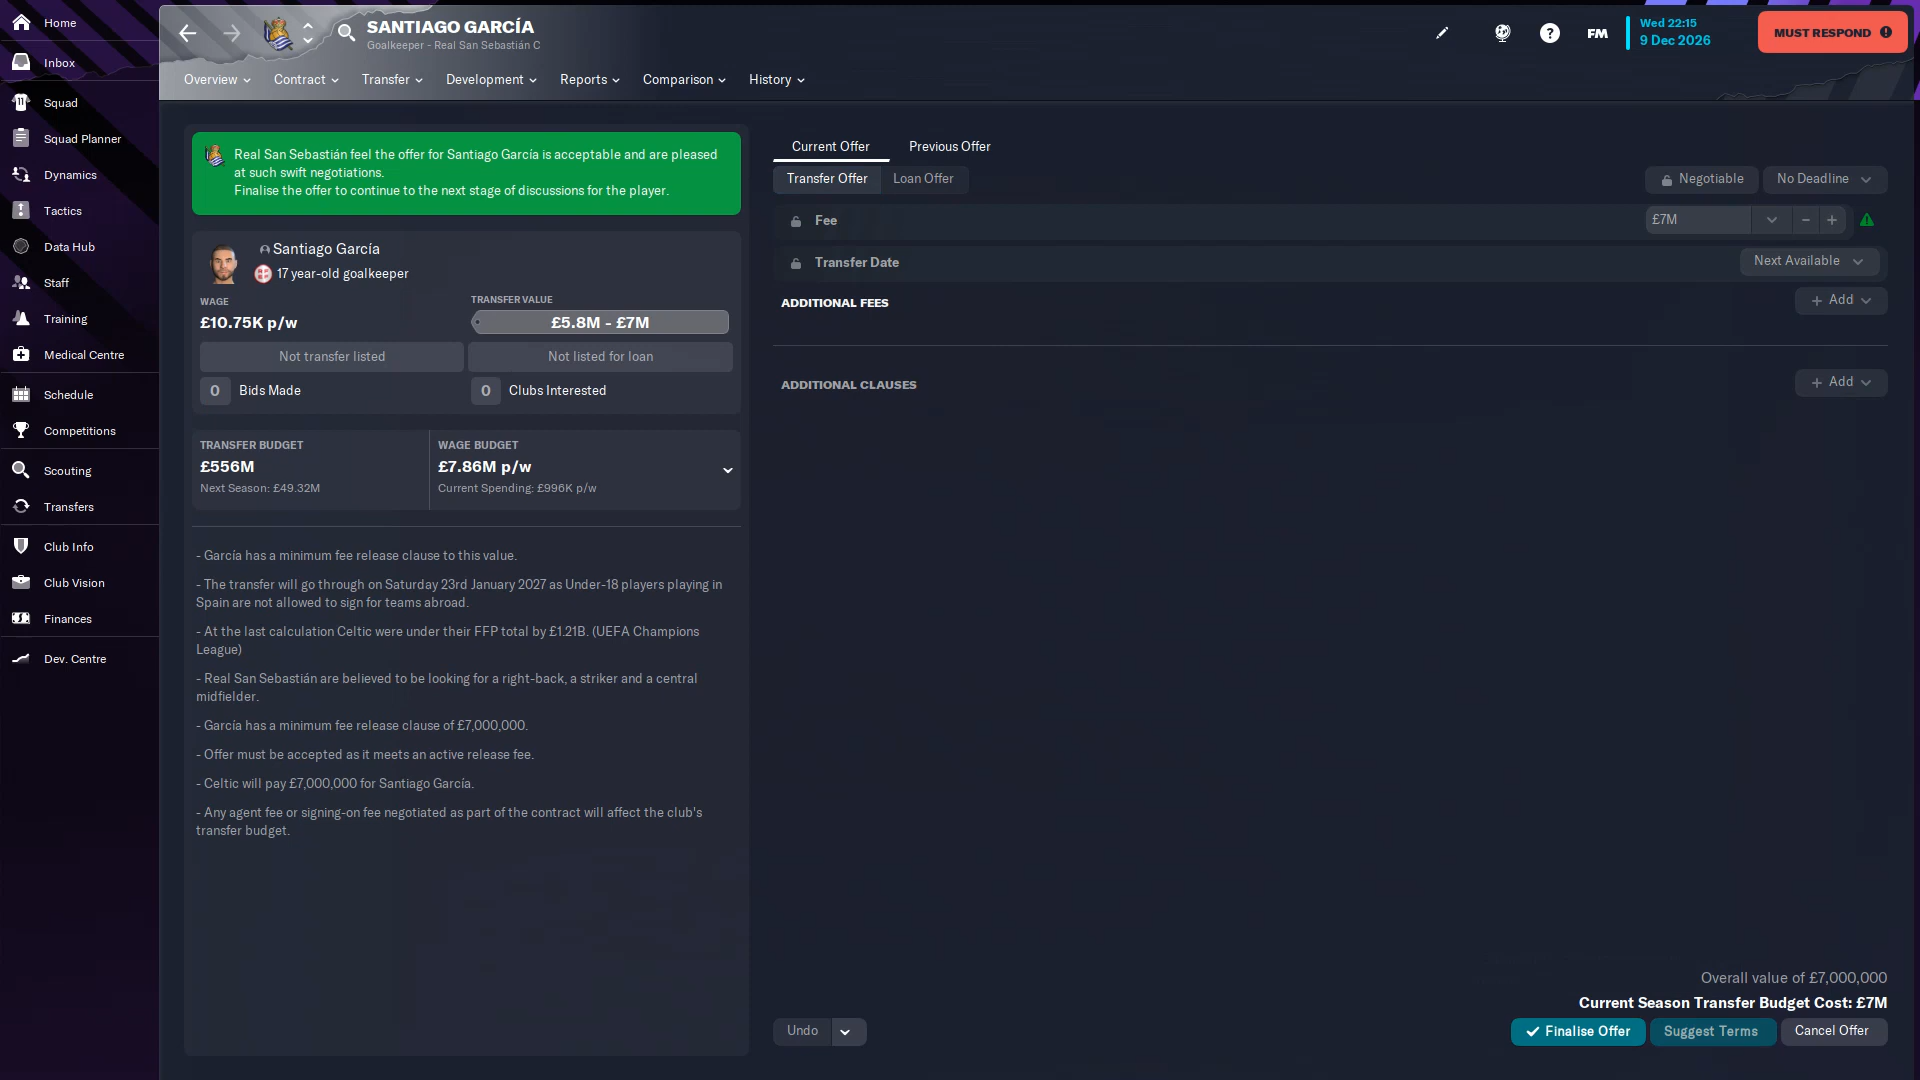 Home
Inbox
Squad
Squad Planner
Dynamics
Tactics
Data Hub
Staff
Training
Medical Centre
Schedule
Competitions
Scouting
Transfers
Club Info
Club Vision
Finances
Dev. Centre
SANTIAGO GARCÍA
Goalkeeper - Real San Sebastián C
FM
Wed 22:15
9 Dec 2026
MUST RESPOND
Overview
Contract
Transfer
Development
Reports
Comparison
History
Real San Sebastián feel the offer for Santiago García is acceptable and are pleased
at such swift negotiations.
Finalise the offer to continue to the next stage of discussions for the player.
Santiago García
17 year-old goalkeeper
WAGE
£10.75K p/w
TRANSFER VALUE
£5.8M - £7M
Not transfer listed
Not listed for loan
0 Bids Made
0 Clubs Interested
TRANSFER BUDGET
£556M
Next Season: £49.32M
WAGE BUDGET
£7.86M p/w
Current Spending: £996K p/w
- García has a minimum fee release clause to this value.
- The transfer will go through on Saturday 23rd January 2027 as Under-18 players playing in
Spain are not allowed to sign for teams abroad.
- At the last calculation Celtic were under their FFP total by £1.21B. (UEFA Champions
League)
- Real San Sebastián are believed to be looking for a right-back, a striker and a central
midfielder.
- García has a minimum fee release clause of £7,000,000.
- Offer must be accepted as it meets an active release fee.
- Celtic will pay £7,000,000 for Santiago García.
- Any agent fee or signing-on fee negotiated as part of the contract will affect the club's
transfer budget.
Current Offer
Previous Offer
Transfer Offer
Loan Offer
Negotiable
No Deadline
Fee
£7M
Transfer Date
Next Available
ADDITIONAL FEES
Add
ADDITIONAL CLAUSES
Add
Overall value of £7,000,000
Current Season Transfer Budget Cost: £7M
Undo
Finalise Offer
Suggest Terms
Cancel Offer